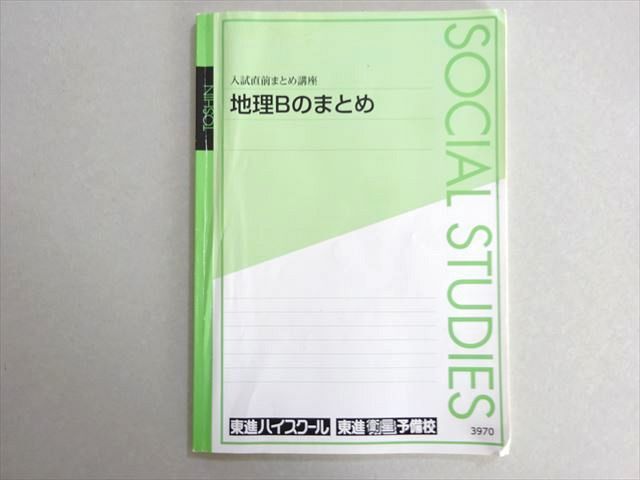 TOSHIN
入試直前まとめ講座
地理Bのまとめ
SOCIAL STUDIES
東進ハイスクール 東進衛星予備校
3970